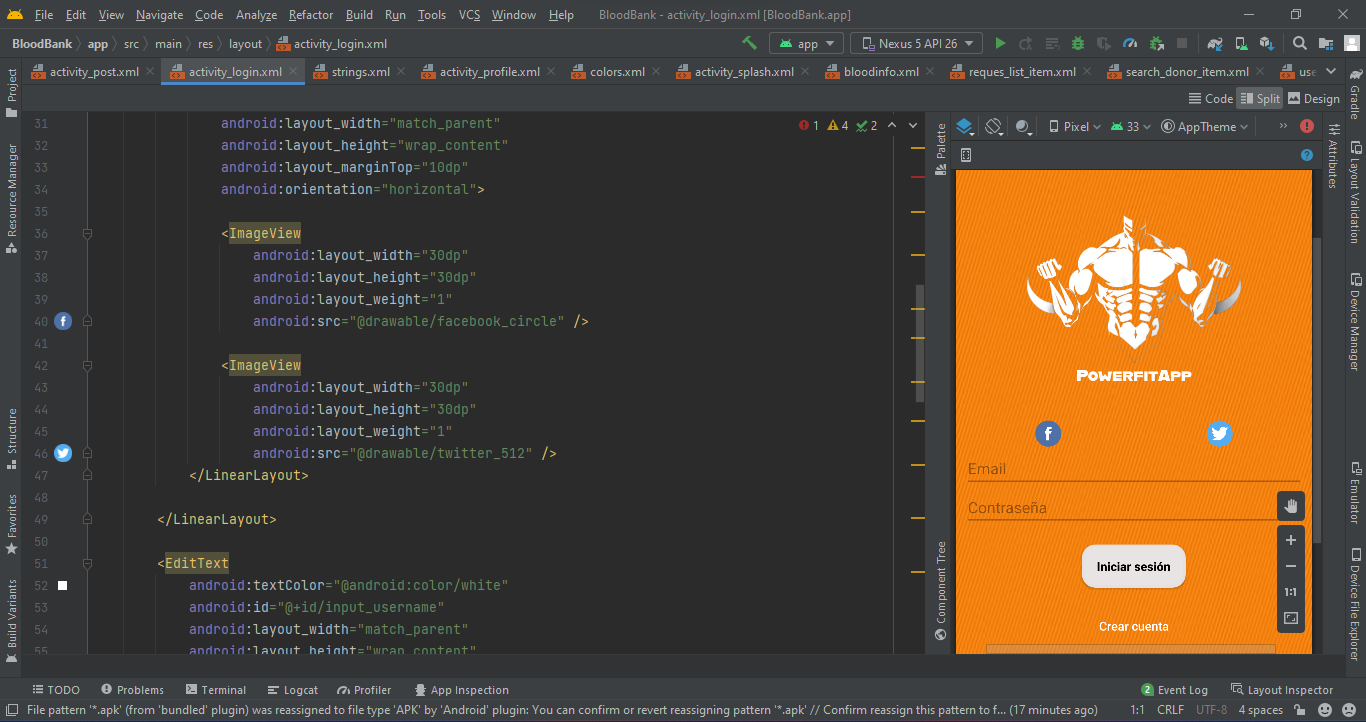 File Edit View Navigate Code Analyze Refactor Build Run Tools VCS Window Help BloodBank - activity_login.xml [BloodBank.app]
BloodBank app src main res layout activity_login.xml app Nexus 5 API 26
activity_post.xml activity_login.xml strings.xml activity_profile.xml colors.xml activity_splash.xml bloodinfo.xml reques_list_item.xml search_donor_item.xml use
Code Split Design
Project
Resource Manager
Structure
Favorites
Build Variants
1 4 2
31 android:layout_width="match_parent"
32 android:layout_height="wrap_content"
33 android:layout_marginTop="10dp"
34 android:orientation="horizontal">
35
36 <ImageView
37 android:layout_width="30dp"
38 android:layout_height="30dp"
39 android:layout_weight="1"
40 android:src="@drawable/facebook_circle" />
41
42 <ImageView
43 android:layout_width="30dp"
44 android:layout_height="30dp"
45 android:layout_weight="1"
46 android:src="@drawable/twitter_512" />
47 </LinearLayout>
48
49 </LinearLayout>
50
51 <EditText
52 android:textColor="@android:color/white"
53 android:id="@+id/input_username"
54 android:layout_width="match_parent"
55 android:layout_height="wrap_content"
Palette
Component Tree
Pixel 33 AppTheme
PowerfitApp
Email
Contraseña
Iniciar sesión
Crear cuenta
1:1
Attributes
Gradle
Layout Validation
Device Manager
Emulator
Device File Explorer
TODO Problems Terminal Logcat Profiler App Inspection 2 Event Log Layout Inspector
File pattern '*.apk' (from 'bundled' plugin) was reassigned to file type 'APK' by 'Android' plugin: You can confirm or revert reassigning pattern '*.apk' // Confirm reassign this pattern to f... (17 minutes ago) 1:1 CRLF UTF-8 4 spaces